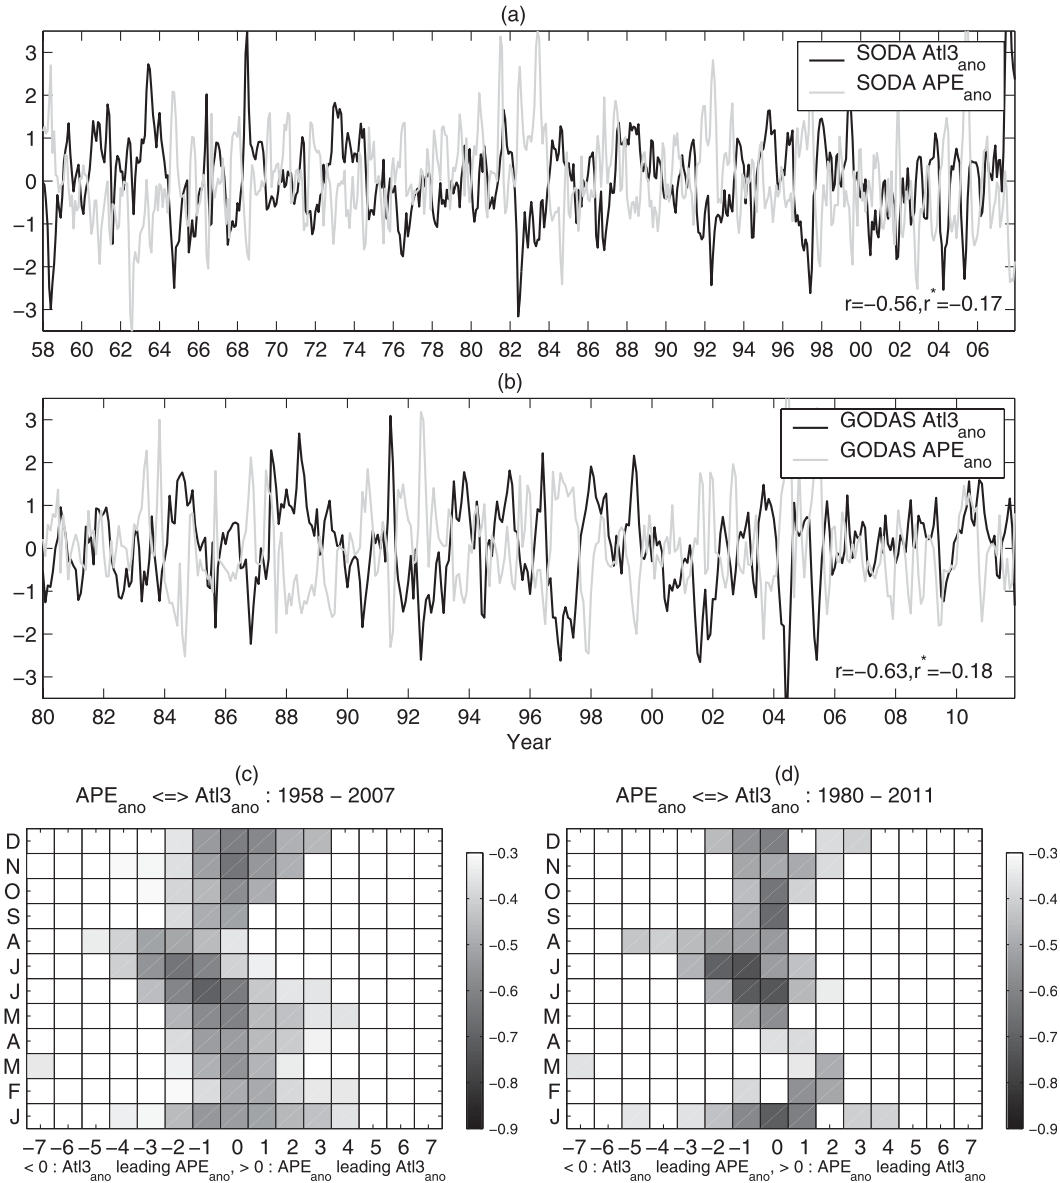 (a)
3
2
1
0
−1
−2
−3
SODA Atl3ano
SODA APEano
r=−0.56,r*=−0.17
58 60 62 64 66 68 70 72 74 76 78 80 82 84 86 88 90 92 94 96 98 00 02 04 06
(b)
3
2
1
0
−1
−2
−3
GODAS Atl3ano
GODAS APEano
r=−0.63,r*=−0.18
80 82 84 86 88 90 92 94 96 98 00 02 04 06 08 10
Year
(c)
APEano <=> Atl3ano : 1958 − 2007
D
N
O
S
A
J
J
M
A
M
F
J
−7 −6 −5 −4 −3 −2 −1 0 1 2 3 4 5 6 7
< 0 : Atl3ano leading APEano, > 0 : APEano leading Atl3ano
−0.3
−0.4
−0.5
−0.6
−0.7
−0.8
−0.9
(d)
APEano <=> Atl3ano : 1980 − 2011
D
N
O
S
A
J
J
M
A
M
F
J
−7 −6 −5 −4 −3 −2 −1 0 1 2 3 4 5 6 7
< 0 : Atl3ano leading APEano, > 0 : APEano leading Atl3ano
−0.3
−0.4
−0.5
−0.6
−0.7
−0.8
−0.9